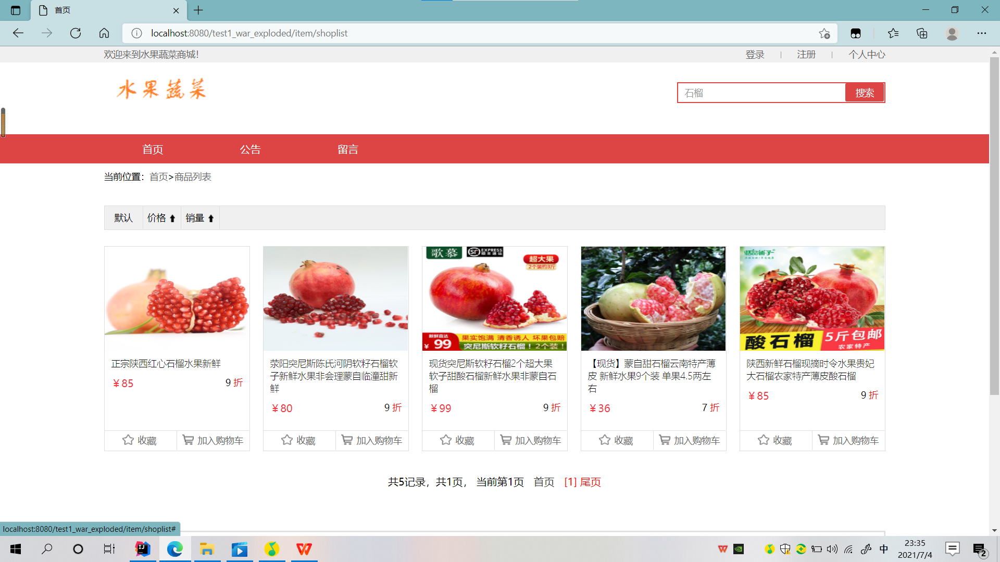 首页
localhost:8080/test1_war_exploded/item/shoplist
欢迎来到水果蔬菜商城!
登录 | 注册 | 个人中心
水果蔬菜
石榴
搜索
首页 公告 留言
当前位置：首页>商品列表
默认 价格 销量
歌慕
SF EXPRESS
顺丰速运
超大果
2个装约3斤
新鲜直达
¥ 99
果实饱满 清香诱人 坏果包赔
突尼斯软籽石榴！2个装！
恬品铺子
酸石榴
5斤包邮
农家特产
正宗陕西红心石榴水果新鲜
￥85 9 折
荥阳突尼斯陈氏河阴软籽石榴软
子新鲜水果非会理蒙自临潼甜新
鲜
￥80 9 折
现货突尼斯软籽石榴2个超大果
软子甜酸石榴新鲜水果非蒙自石
榴
￥99 9 折
【现货】蒙自甜石榴云南特产薄
皮 新鲜水果9个装 单果4.5两左
右
￥36 7 折
陕西新鲜石榴现摘时令水果贵妃
大石榴农家特产薄皮酸石榴
￥85 9 折
收藏 加入购物车
收藏 加入购物车
收藏 加入购物车
收藏 加入购物车
收藏 加入购物车
共5记录，共1页， 当前第1页 首页 [1] 尾页
localhost:8080/test1_war_exploded/item/shoplist#
中
23:35
2021/7/4
2